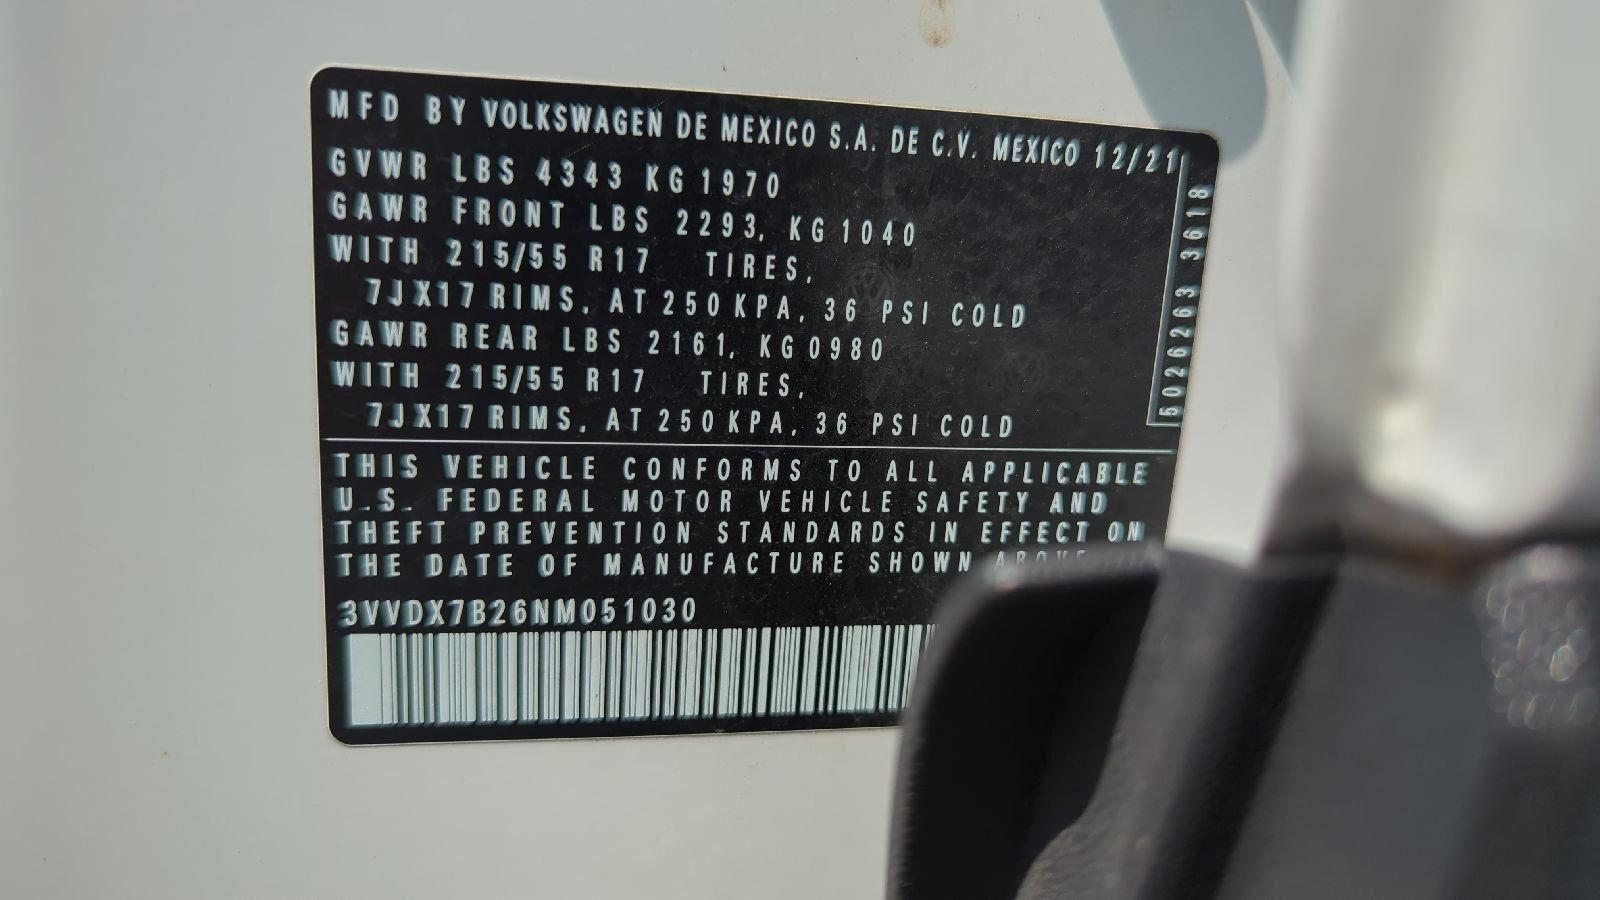 MFD BY VOLKSWAGEN DE MEXICO S.A. DE C.V. MEXICO 12/21
GVWR LBS 4343 KG 1970
GAWR FRONT LBS 2293, KG 1040
WITH 215/55 R17 TIRES,
7JX17 RIMS, AT 250 KPA, 36 PSI COLD
GAWR REAR LBS 2161, KG 0980
WITH 215/55 R17 TIRES,
7JX17 RIMS, AT 250 KPA, 36 PSI COLD
5026263 3618
THIS VEHICLE CONFORMS TO ALL APPLICABLE
U.S. FEDERAL MOTOR VEHICLE SAFETY AND
THEFT PREVENTION STANDARDS IN EFFECT ON
THE DATE OF MANUFACTURE SHOWN ABOVE
3VVDX7B26NM051030